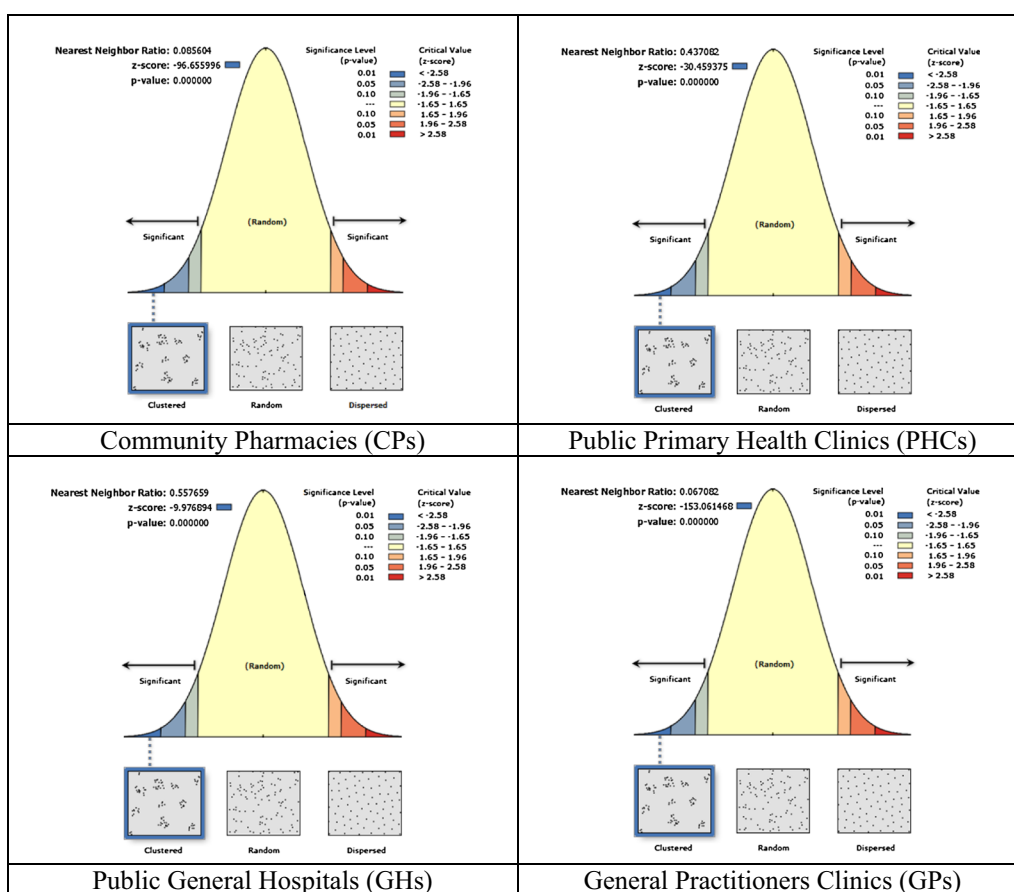 Nearest Neighbor Ratio: 0.085604
z-score: -96.655996
p-value: 0.000000
Significance Level (p-value) Critical Value (z-score)
0.01 < -2.58
0.05 -2.58 – -1.96
0.10 -1.96 – -1.65
--- -1.65 – 1.65
0.10 1.65 – 1.96
0.05 1.96 – 2.58
0.01 > 2.58
(Random)
Significant Significant
Clustered Random Dispersed
Community Pharmacies (CPs)
Nearest Neighbor Ratio: 0.437082
z-score: -30.459375
p-value: 0.000000
Significance Level (p-value) Critical Value (z-score)
0.01 < -2.58
0.05 -2.58 – -1.96
0.10 -1.96 – -1.65
--- -1.65 – 1.65
0.10 1.65 – 1.96
0.05 1.96 – 2.58
0.01 > 2.58
(Random)
Significant Significant
Clustered Random Dispersed
Public Primary Health Clinics (PHCs)
Nearest Neighbor Ratio: 0.557659
z-score: -9.976894
p-value: 0.000000
Significance Level (p-value) Critical Value (z-score)
0.01 < -2.58
0.05 -2.58 – -1.96
0.10 -1.96 – -1.65
--- -1.65 – 1.65
0.10 1.65 – 1.96
0.05 1.96 – 2.58
0.01 > 2.58
(Random)
Significant Significant
Clustered Random Dispersed
Public General Hospitals (GHs)
Nearest Neighbor Ratio: 0.067082
z-score: -153.061468
p-value: 0.000000
Significance Level (p-value) Critical Value (z-score)
0.01 < -2.58
0.05 -2.58 – -1.96
0.10 -1.96 – -1.65
--- -1.65 – 1.65
0.10 1.65 – 1.96
0.05 1.96 – 2.58
0.01 > 2.58
(Random)
Significant Significant
Clustered Random Dispersed
General Practitioners Clinics (GPs)